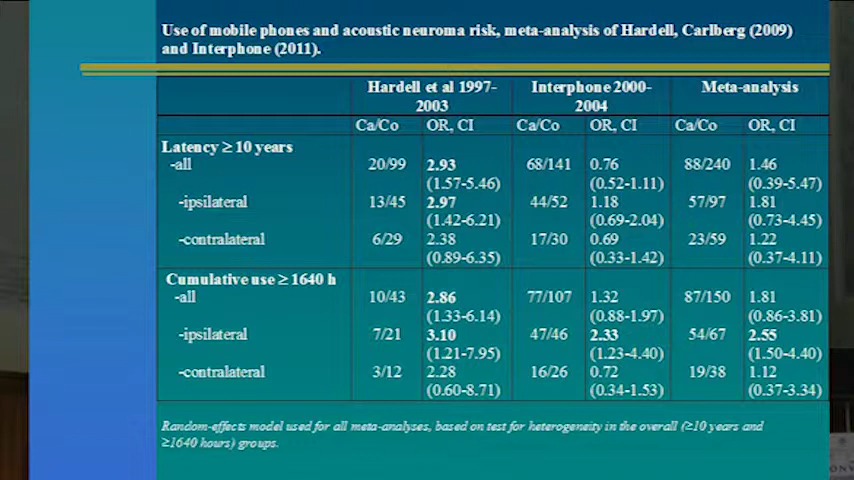 Use of mobile phones and acoustic neuroma risk, meta-analysis of Hardell, Carlberg (2009)
and Interphone (2011).
Hardell et al 1997- Interphone 2000- Meta-analysis
2003 2004
Ca/Co OR, CI Ca/Co OR, CI Ca/Co OR, CI
Latency ≥ 10 years
-all 20/99 2.93 68/141 0.76 88/240 1.46
(1.57-5.46) (0.52-1.11) (0.39-5.47)
-ipsilateral 13/45 2.97 44/52 1.18 57/97 1.81
(1.42-6.21) (0.69-2.04) (0.73-4.45)
-contralateral 6/29 2.38 17/30 0.69 23/59 1.22
(0.89-6.35) (0.33-1.42) (0.37-4.11)
Cumulative use ≥ 1640 h
-all 10/43 2.86 77/107 1.32 87/150 1.81
(1.33-6.14) (0.88-1.97) (0.86-3.81)
-ipsilateral 7/21 3.10 47/46 2.33 54/67 2.55
(1.21-7.95) (1.23-4.40) (1.50-4.40)
-contralateral 3/12 2.28 16/26 0.72 19/38 1.12
(0.60-8.71) (0.34-1.53) (0.37-3.34)
Random-effects model used for all meta-analyses, based on test for heterogeneity in the overall (≥10 years and
≥1640 hours) groups.